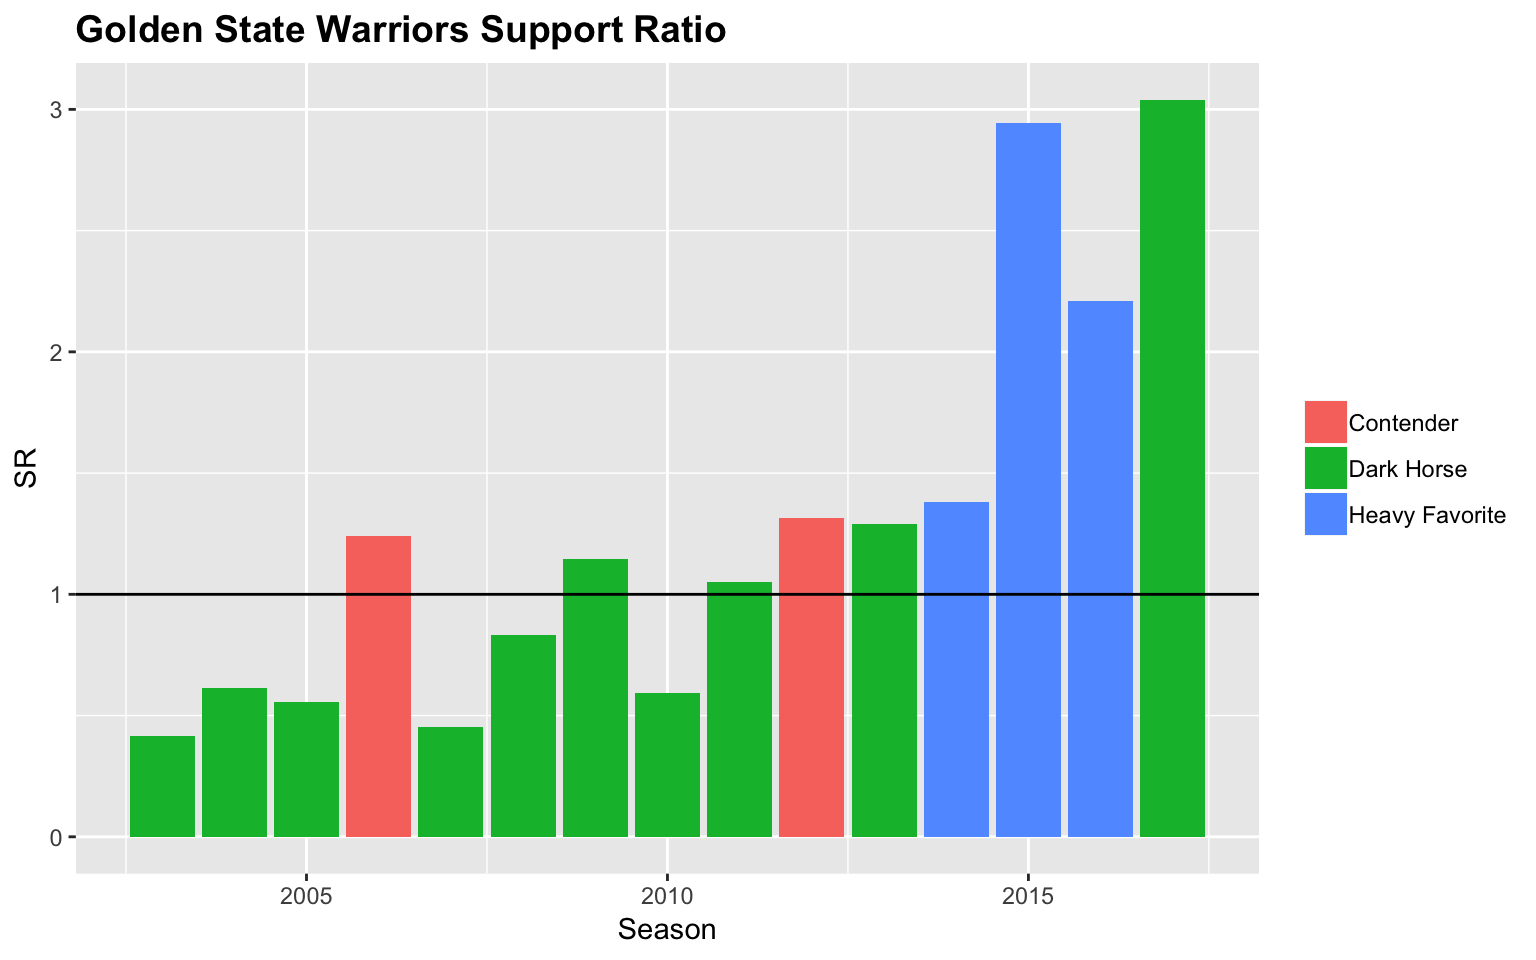 Golden State Warriors Support Ratio
3
2
1
0
SR
2005 2010 2015
Season
Contender
Dark Horse
Heavy Favorite